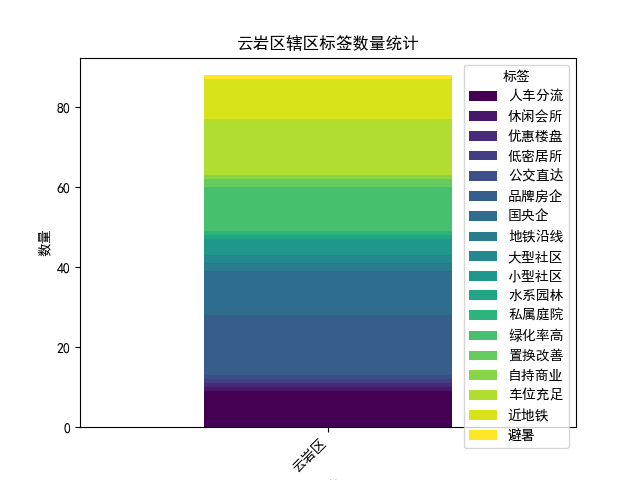 云岩区辖区标签数量统计
数量
80
60
40
20
0
云岩区
标签
人车分流
休闲会所
优惠楼盘
低密居所
公交直达
品牌房企
国央企
地铁沿线
大型社区
小型社区
水系园林
私属庭院
绿化率高
置换改善
自持商业
车位充足
近地铁
避暑